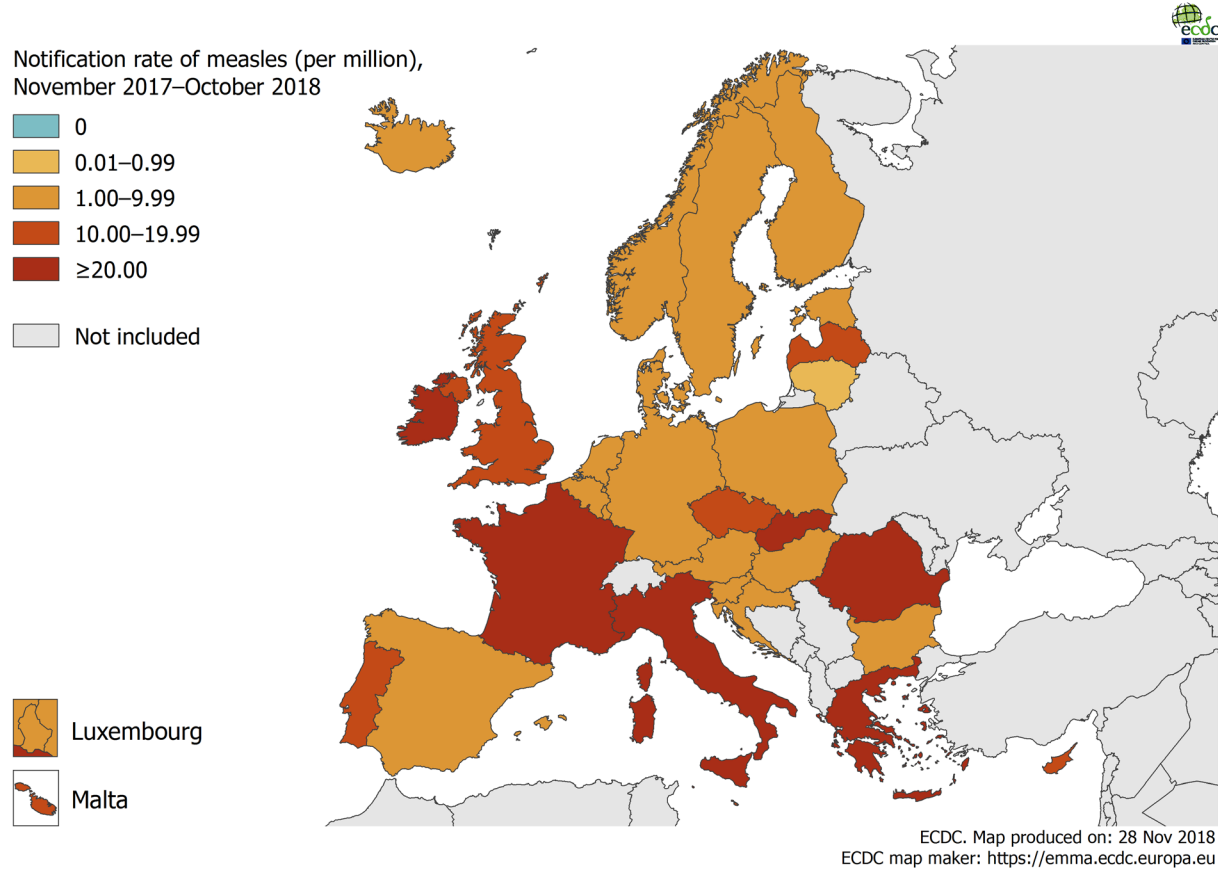 ecdc
Notification rate of measles (per million),
November 2017–October 2018
0
0.01–0.99
1.00–9.99
10.00–19.99
≥20.00
Not included
Luxembourg
Malta
ECDC. Map produced on: 28 Nov 2018
ECDC map maker: https://emma.ecdc.europa.eu